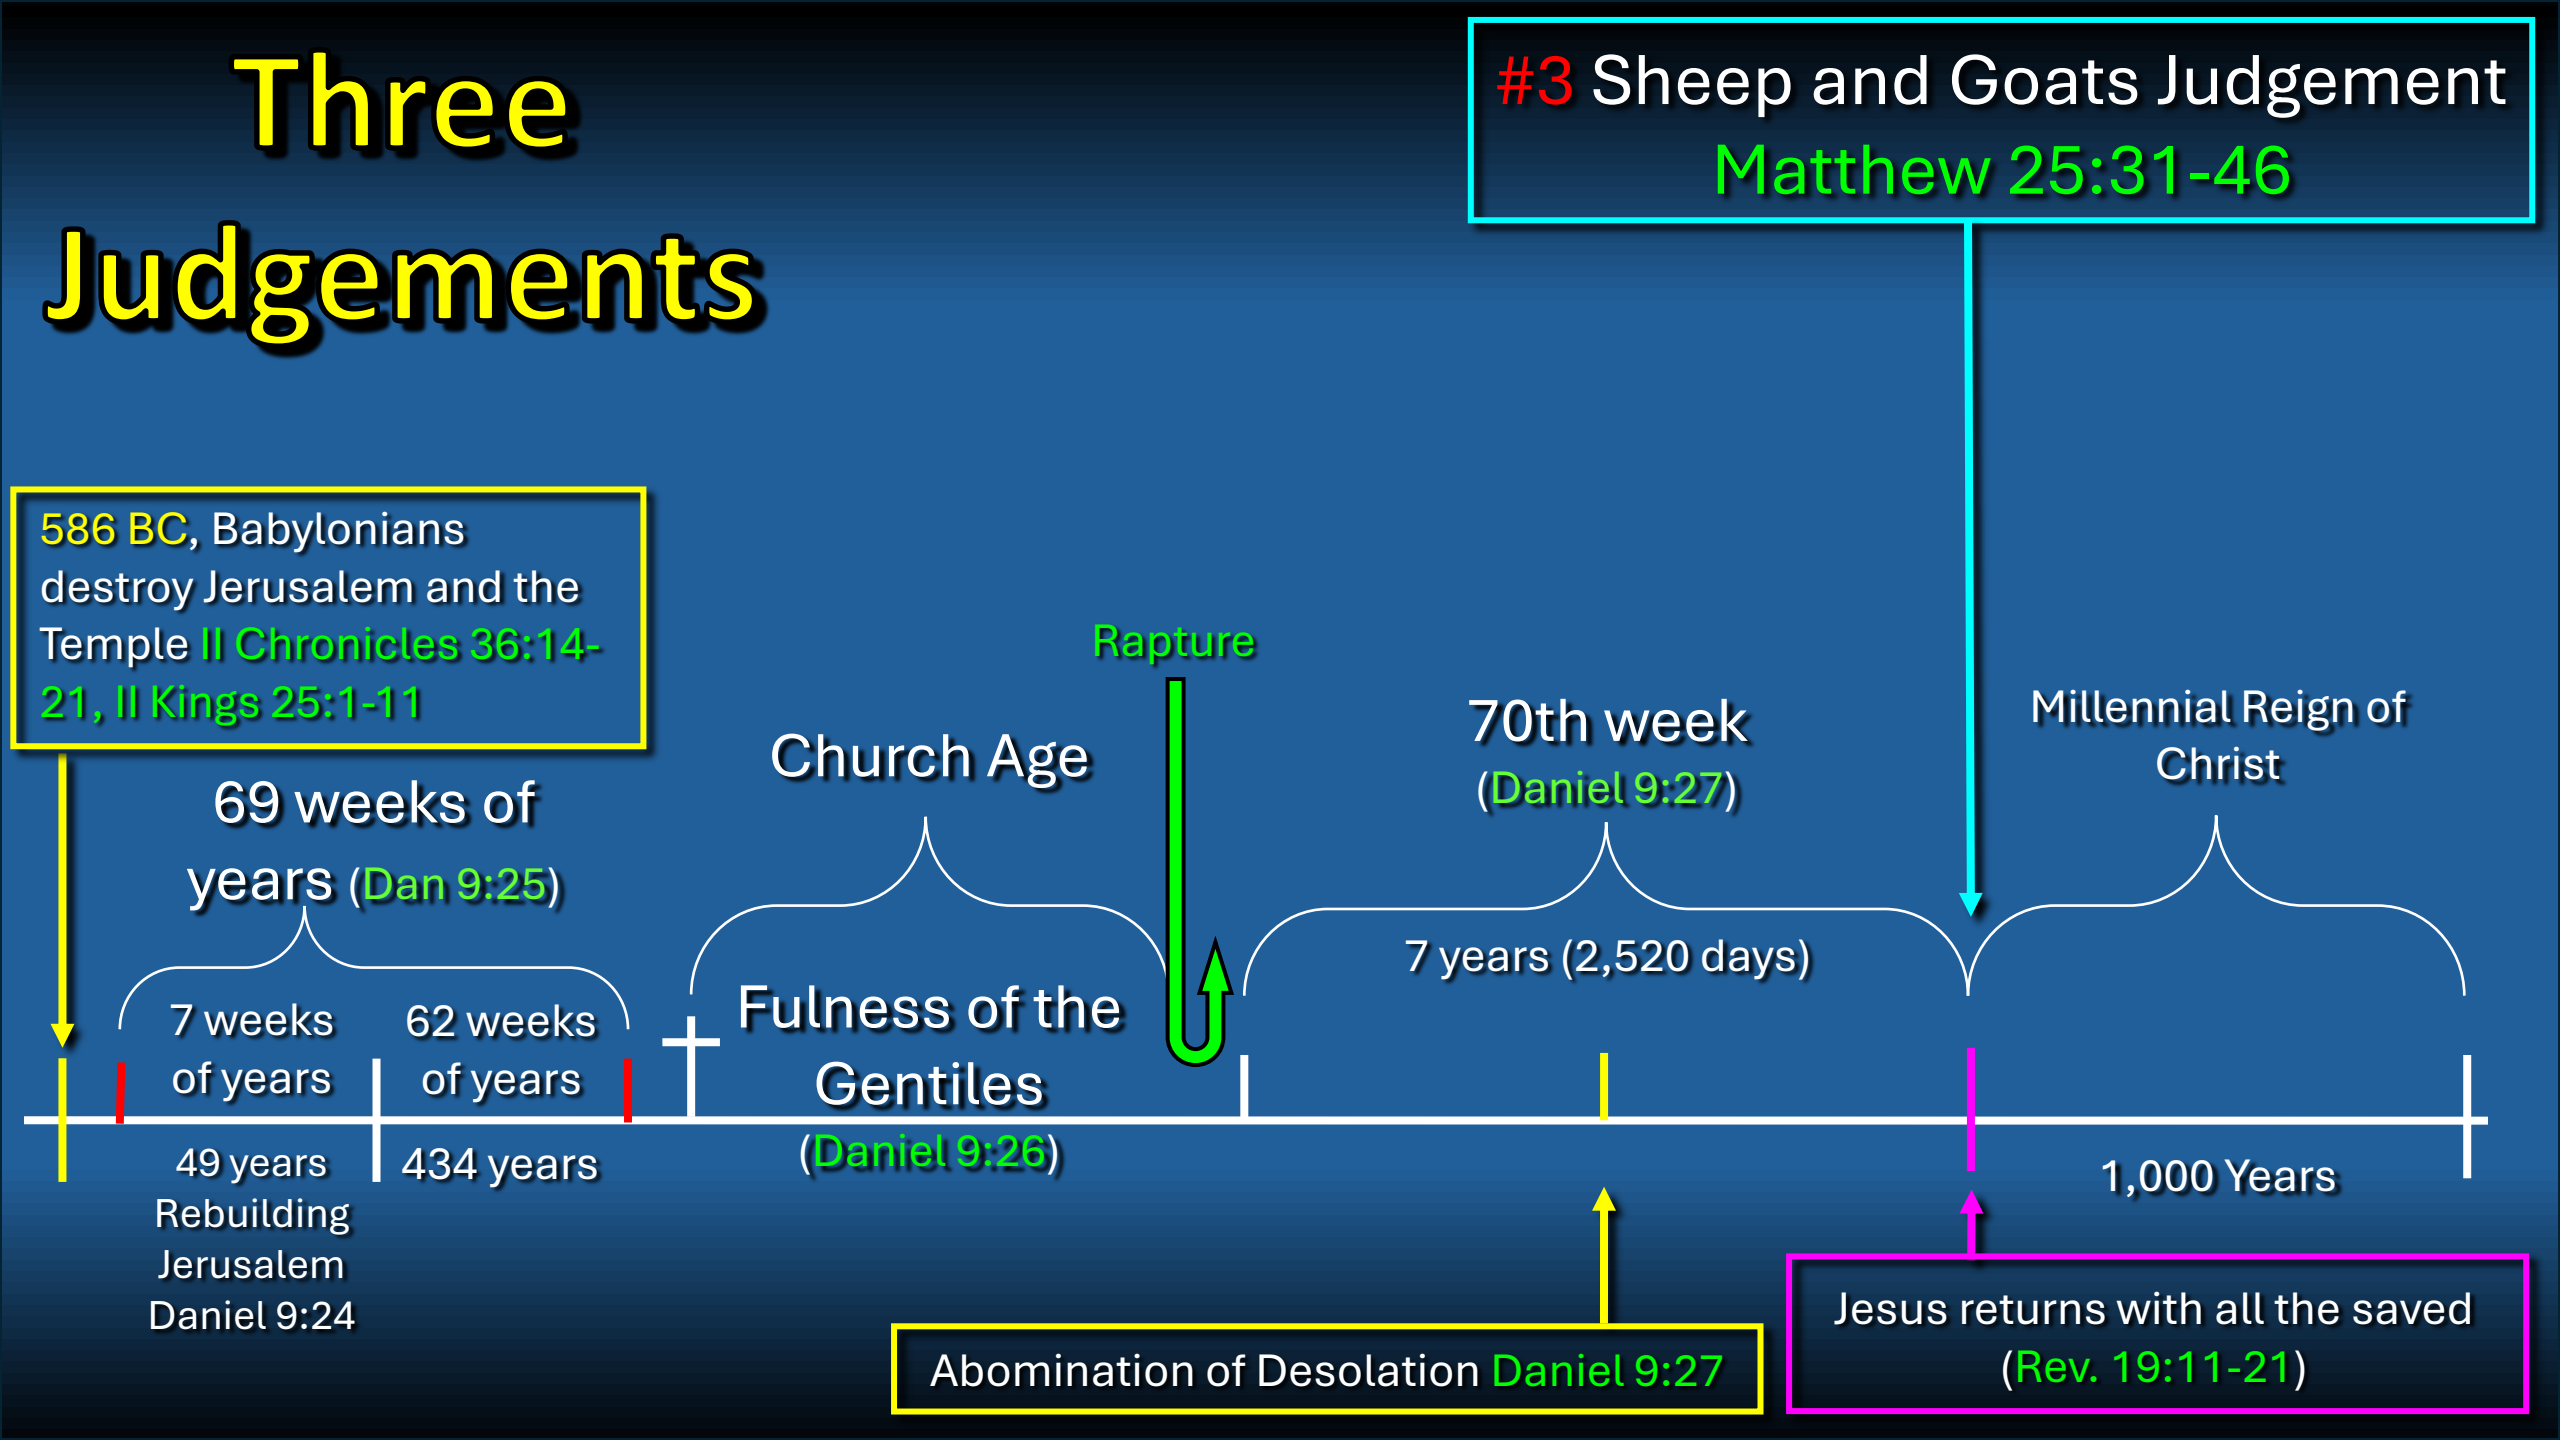 Three
Judgements
#3 Sheep and Goats Judgement
Matthew 25:31-46
586 BC, Babylonians
destroy Jerusalem and the
Temple II Chronicles 36:14-
21, II Kings 25:1-11
69 weeks of
years (Dan 9:25)
7 weeks
of years
62 weeks
of years
49 years
Rebuilding
Jerusalem
Daniel 9:24
434 years
Church Age
Fulness of the
Gentiles
(Daniel 9:26)
Rapture
70th week
(Daniel 9:27)
7 years (2,520 days)
Millennial Reign of
Christ
1,000 Years
Abomination of Desolation Daniel 9:27
Jesus returns with all the saved
(Rev. 19:11-21)